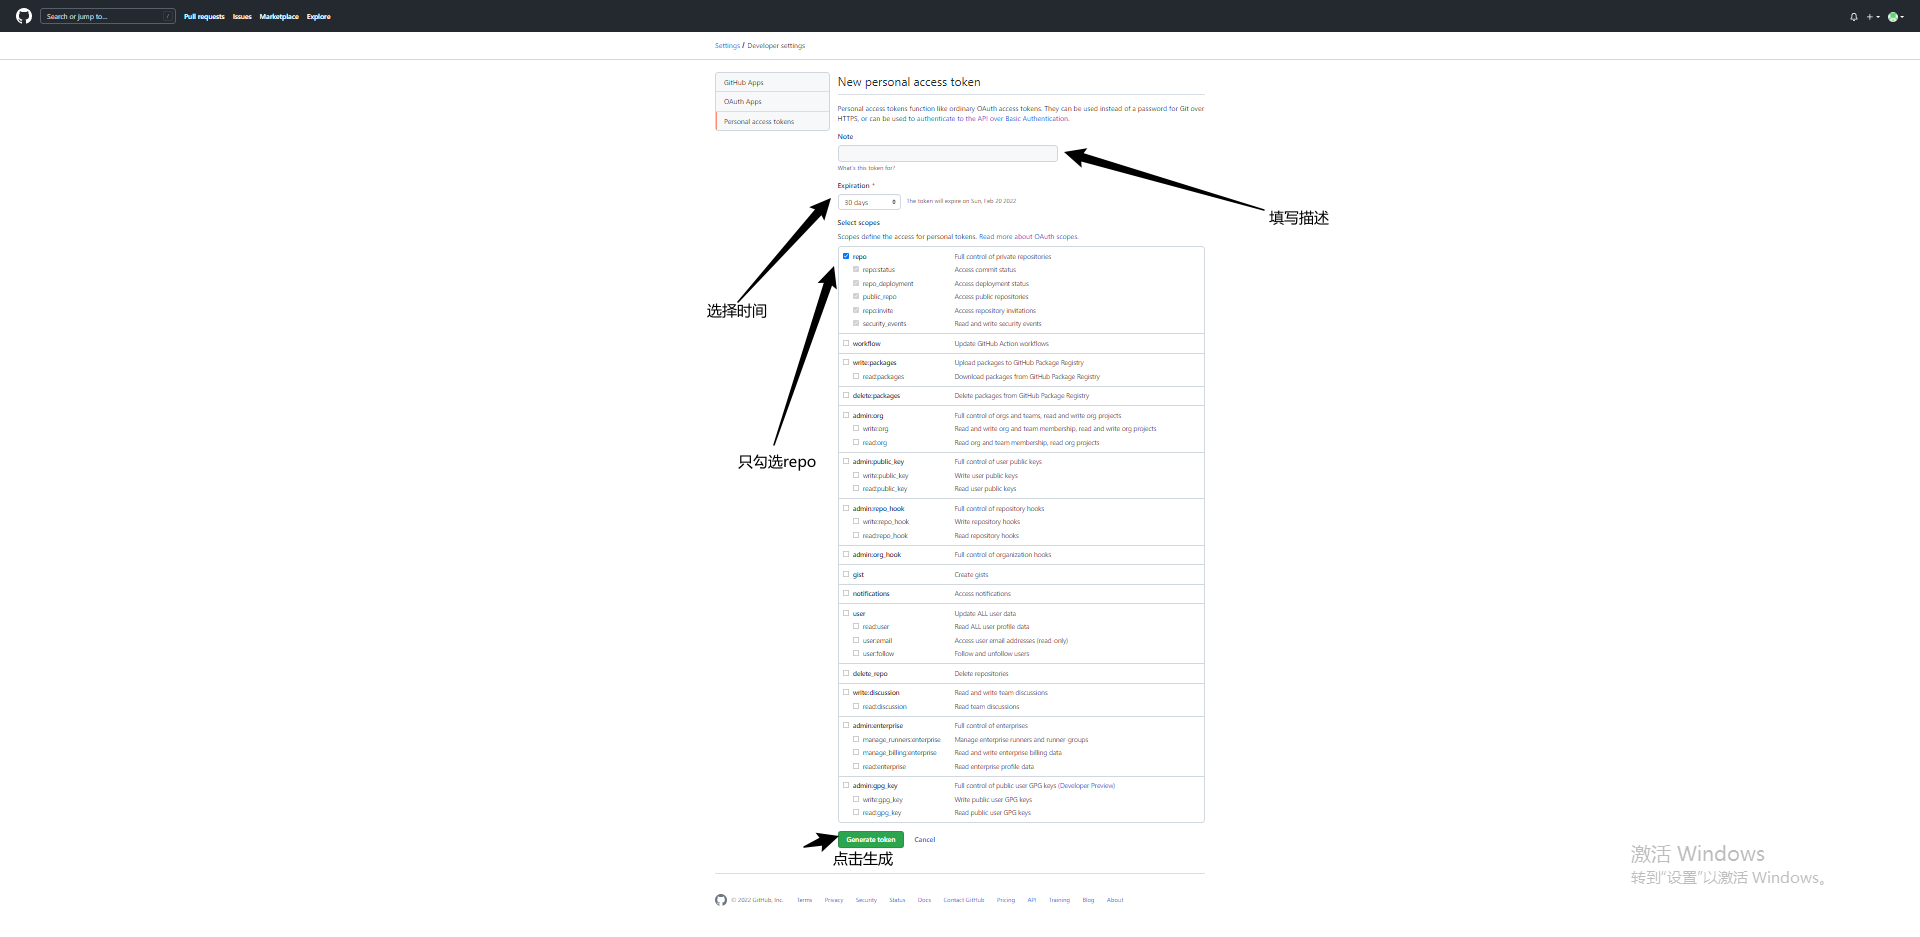 Search or jump to... /
Pull requests Issues Marketplace Explore
Settings / Developer settings
GitHub Apps
OAuth Apps
Personal access tokens
New personal access token
Personal access tokens function like ordinary OAuth access tokens. They can be used instead of a password for Git over
HTTPS, or can be used to authenticate to the API over Basic Authentication.
Note
What's this token for?
填写描述
Expiration *
30 days The token will expire on Sun, Feb 20 2022
选择时间
Select scopes
Scopes define the access for personal tokens. Read more about OAuth scopes.
repo Full control of private repositories
repo:status Access commit status
repo_deployment Access deployment status
public_repo Access public repositories
repo:invite Access repository invitations
security_events Read and write security events
只勾选repo
workflow Update GitHub Action workflows
write:packages Upload packages to GitHub Package Registry
read:packages Download packages from GitHub Package Registry
delete:packages Delete packages from GitHub Package Registry
admin:org Full control of orgs and teams, read and write org projects
write:org Read and write org and team membership, read and write org projects
read:org Read org and team membership, read org projects
admin:public_key Full control of user public keys
write:public_key Write user public keys
read:public_key Read user public keys
admin:repo_hook Full control of repository hooks
write:repo_hook Write repository hooks
read:repo_hook Read repository hooks
admin:org_hook Full control of organization hooks
gist Create gists
notifications Access notifications
user Update ALL user data
read:user Read ALL user profile data
user:email Access user email addresses (read-only)
user:follow Follow and unfollow users
delete_repo Delete repositories
write:discussion Read and write team discussions
read:discussion Read team discussions
admin:enterprise Full control of enterprises
manage_runners:enterprise Manage enterprise runners and runner-groups
manage_billing:enterprise Read and write enterprise billing data
read:enterprise Read enterprise profile data
admin:gpg_key Full control of public user GPG keys (Developer Preview)
write:gpg_key Write public user GPG keys
read:gpg_key Read public user GPG keys
Generate token Cancel
点击生成
激活 Windows
转到“设置”以激活 Windows。
© 2022 GitHub, Inc. Terms Privacy Security Status Docs Contact GitHub Pricing API Training Blog About